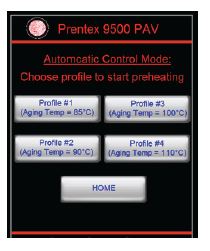 Prentex 9500 PAV
Automcatic Control Mode:
Choose profile to start preheating
Profile #1
(Aging Temp = 85°C)
Profile #3
(Aging Temp = 100°C)
Profile #2
(Aging Temp = 90°C)
Profile #4
(Aging Temp = 110°C)
HOME